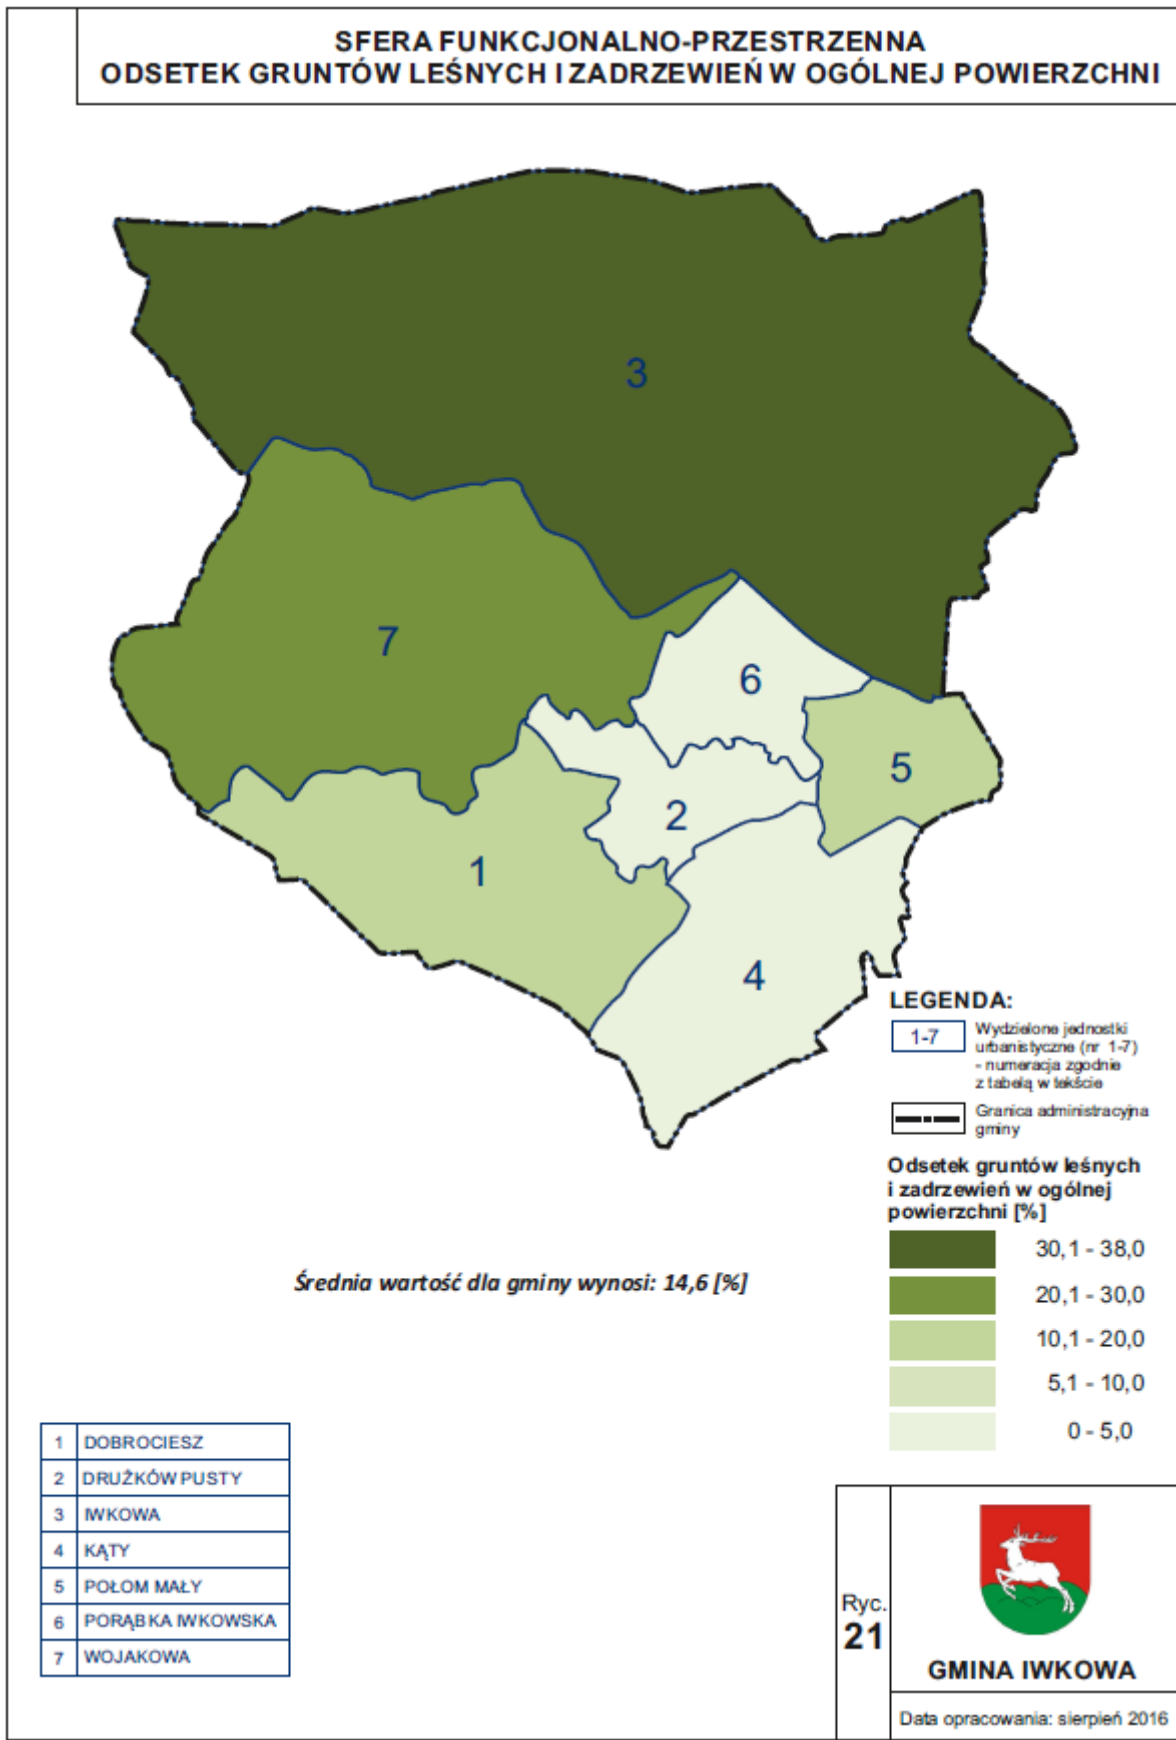 SFERA FUNKCJONALNO-PRZESTRZENNA
ODSETEK GRUNTÓW LEŚNYCH I ZADRZEWIEŃ W OGÓLNEJ POWIERZCHNI
3
7
6
5
2
1
4
LEGENDA:
1-7
Wydzielone jednostki
urbanistyczne (nr 1-7)
- numeracja zgodnie
z tabelą w tekście
Granica administracyjna
gminy
Odsetek gruntów leśnych
i zadrzewień w ogólnej
powierzchni [%]
30,1 - 38,0
20,1 - 30,0
10,1 - 20,0
5,1 - 10,0
0 - 5,0
Średnia wartość dla gminy wynosi: 14,6 [%]
1 DOBROCIESZ
2 DRUŻKÓW PUSTY
3 IWKOWA
4 KĄTY
5 POŁOM MAŁY
6 PORĄBKA IWKOWSKA
7 WOJAKOWA
Ryc.
21
GMINA IWKOWA
Data opracowania: sierpień 2016